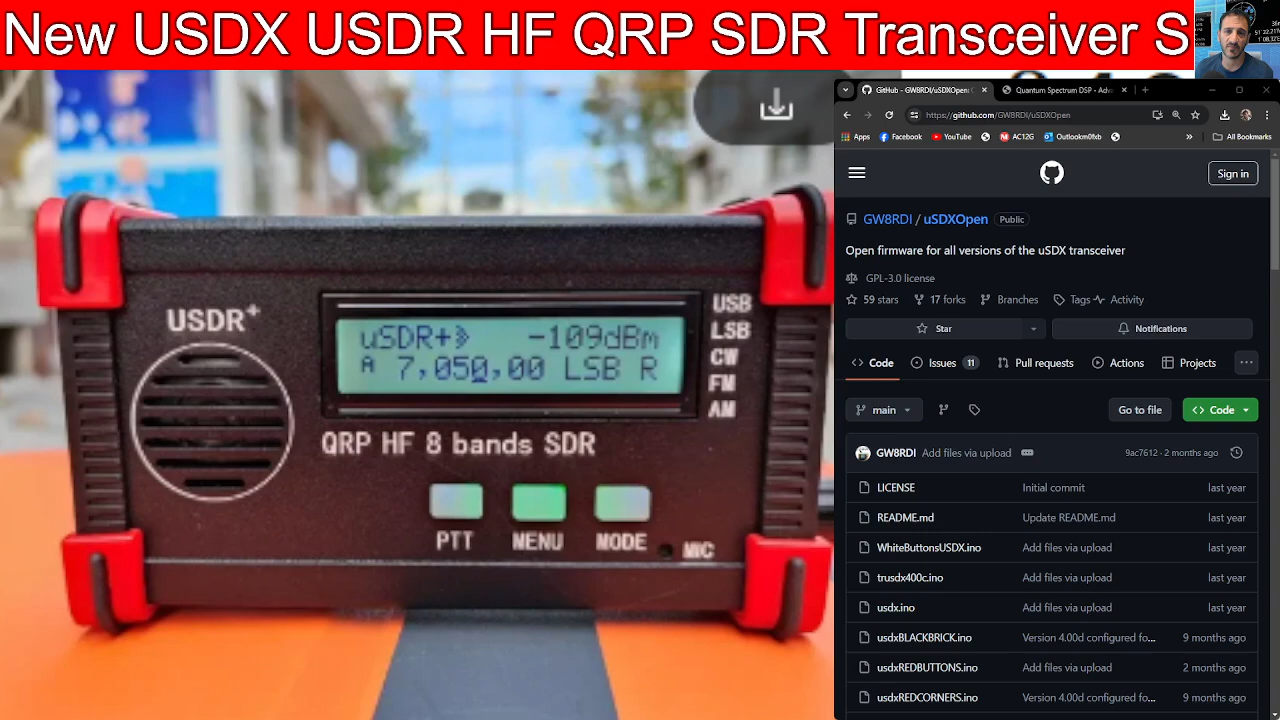 New USDX USDR HF QRP SDR Transceiver S
USDR+
uSDR+ -109dBm
A 7,050,00 LSB R
USB
LSB
CW
FM
AM
QRP HF 8 bands SDR
PTT MENU MODE MIC
GitHub - GW8RDI/uSDXOpen:
Quantum Spectrum DSP - Adv
https://github.com/GW8RDI/uSDXOpen
Apps Facebook YouTube AC12G Outlookm0fxb » All Bookmarks
Sign in
GW8RDI / uSDXOpen Public
Open firmware for all versions of the uSDX transceiver
GPL-3.0 license
59 stars 17 forks Branches Tags Activity
Star Notifications
Code Issues 11 Pull requests Actions Projects
main Go to file Code
GW8RDI Add files via upload 9ac7612 · 2 months ago
LICENSE Initial commit last year
README.md Update README.md last year
WhiteButtonsUSDX.ino Add files via upload last year
trusdx400c.ino Add files via upload last year
usdx.ino Add files via upload last year
usdxBLACKBRICK.ino Version 4.00d configured fo... 9 months ago
usdxREDBUTTONS.ino Add files via upload 2 months ago
usdxREDCORNERS.ino Version 4.00d configured fo... 9 months ago